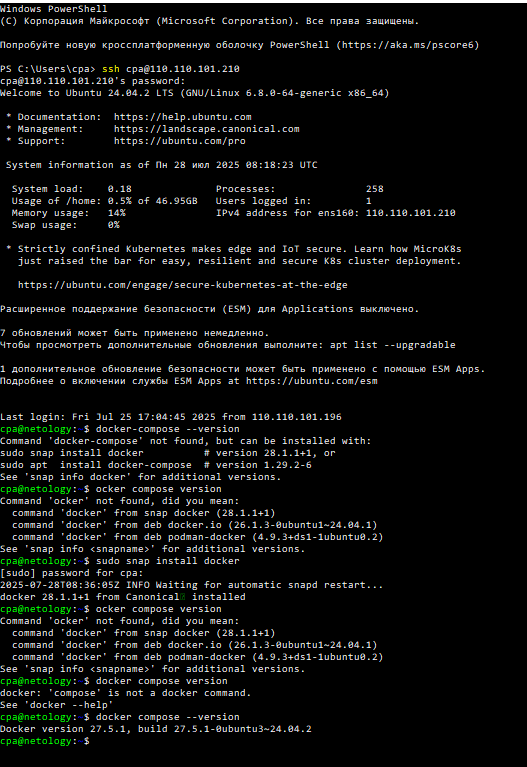 Windows PowerShell
(C) Корпорация Майкрософт (Microsoft Corporation). Все права защищены.
Попробуйте новую кроссплатформенную оболочку PowerShell (https://aka.ms/pscore6)
PS C:\Users\cpa> ssh cpa@110.110.101.210
cpa@110.110.101.210's password:
Welcome to Ubuntu 24.04.2 LTS (GNU/Linux 6.8.0-64-generic x86_64)
* Documentation:  https://help.ubuntu.com
* Management:     https://landscape.canonical.com
* Support:        https://ubuntu.com/pro
System information as of Пн 28 июл 2025 08:18:23 UTC
System load:    0.18              Processes:               258
Usage of /home: 0.5% of 46.95GB   Users logged in:         1
Memory usage:   14%               IPv4 address for ens160: 110.110.101.210
Swap usage:     0%
* Strictly confined Kubernetes makes edge and IoT secure. Learn how MicroK8s
just raised the bar for easy, resilient and secure K8s cluster deployment.
https://ubuntu.com/engage/secure-kubernetes-at-the-edge
Расширенное поддержание безопасности (ESM) для Applications выключено.
7 обновлений может быть применено немедленно.
Чтобы просмотреть дополнительные обновления выполните: apt list --upgradable
1 дополнительное обновление безопасности может быть применено с помощью ESM Apps.
Подробнее о включении службы ESM Apps at https://ubuntu.com/esm
Last login: Fri Jul 25 17:04:45 2025 from 110.110.101.196
cpa@netology:~$ docker-compose --version
Command 'docker-compose' not found, but can be installed with:
sudo snap install docker          # version 28.1.1+1, or
sudo apt  install docker-compose  # version 1.29.2-6
See 'snap info docker' for additional versions.
cpa@netology:~$ ocker compose version
Command 'ocker' not found, did you mean:
command 'docker' from snap docker (28.1.1+1)
command 'docker' from deb docker.io (26.1.3-0ubuntu1~24.04.1)
command 'docker' from deb podman-docker (4.9.3+ds1-1ubuntu0.2)
See 'snap info <snapname>' for additional versions.
cpa@netology:~$ sudo snap install docker
[sudo] password for cpa:
2025-07-28T08:36:05Z INFO Waiting for automatic snapd restart...
docker 28.1.1+1 from Canonical installed
cpa@netology:~$ ocker compose version
Command 'ocker' not found, did you mean:
command 'docker' from snap docker (28.1.1+1)
command 'docker' from deb docker.io (26.1.3-0ubuntu1~24.04.1)
command 'docker' from deb podman-docker (4.9.3+ds1-1ubuntu0.2)
See 'snap info <snapname>' for additional versions.
cpa@netology:~$ docker compose version
docker: 'compose' is not a docker command.
See 'docker --help'
cpa@netology:~$ docker compose --version
Docker version 27.5.1, build 27.5.1-0ubuntu3~24.04.2
cpa@netology:~$